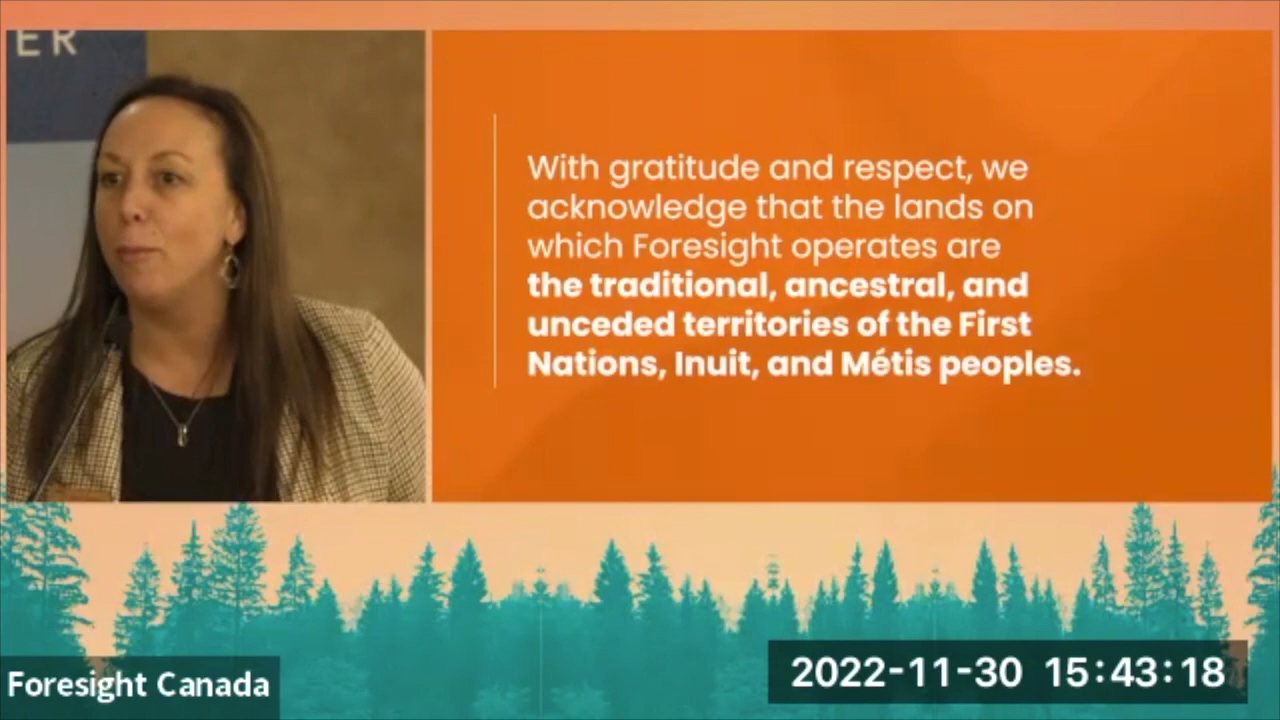 ER
With gratitude and respect, we
acknowledge that the lands on
which Foresight operates are
the traditional, ancestral, and
unceded territories of the First
Nations, Inuit, and Métis peoples.
Foresight Canada
2022-11-30 15:43:18